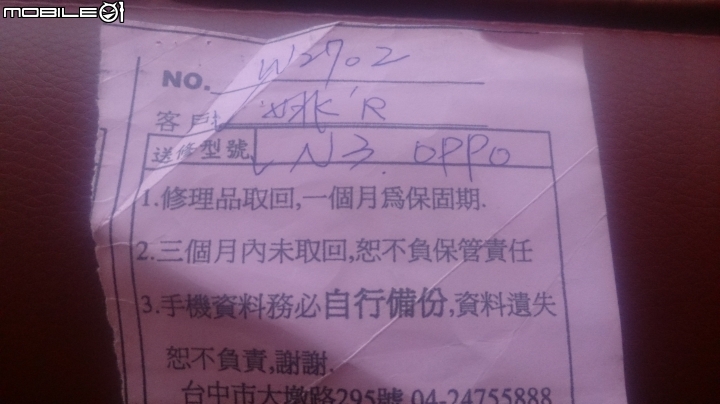 MOBILE01
NO. W2702
客戶 姚'R
送修型號 N3 OPPO
1.修理品取回,一個月為保固期.
2.三個月內未取回,恕不負保管責任
3.手機資料務必自行備份,資料遺失
恕不負責,謝謝.
台中市大墩路295號 04-24755888